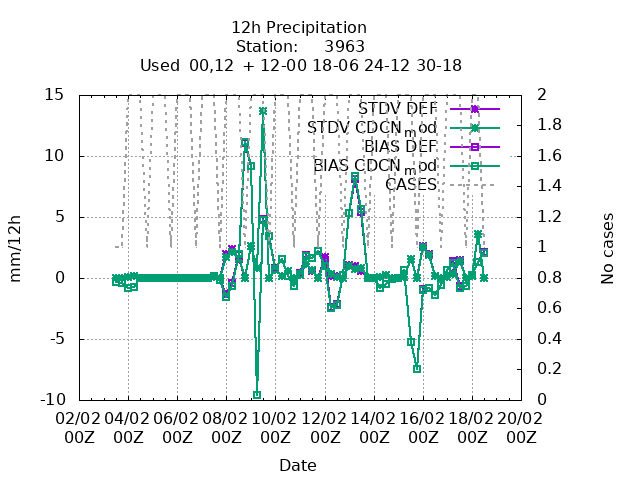 12h Precipitation
Station:     3963
Used  00,12  + 12-00 18-06 24-12 30-18
15
10
5
0
-5
-10
mm/12h
2
1.8
1.6
1.4
1.2
1
0.8
0.6
0.4
0.2
0
No cases
STDV DEF
STDV CDCN_mod
BIAS DEF
BIAS CDCN_mod
CASES
02/02 04/02 06/02 08/02 10/02 12/02 14/02 16/02 18/02 20/02
00Z 00Z 00Z 00Z 00Z 00Z 00Z 00Z 00Z 00Z
Date